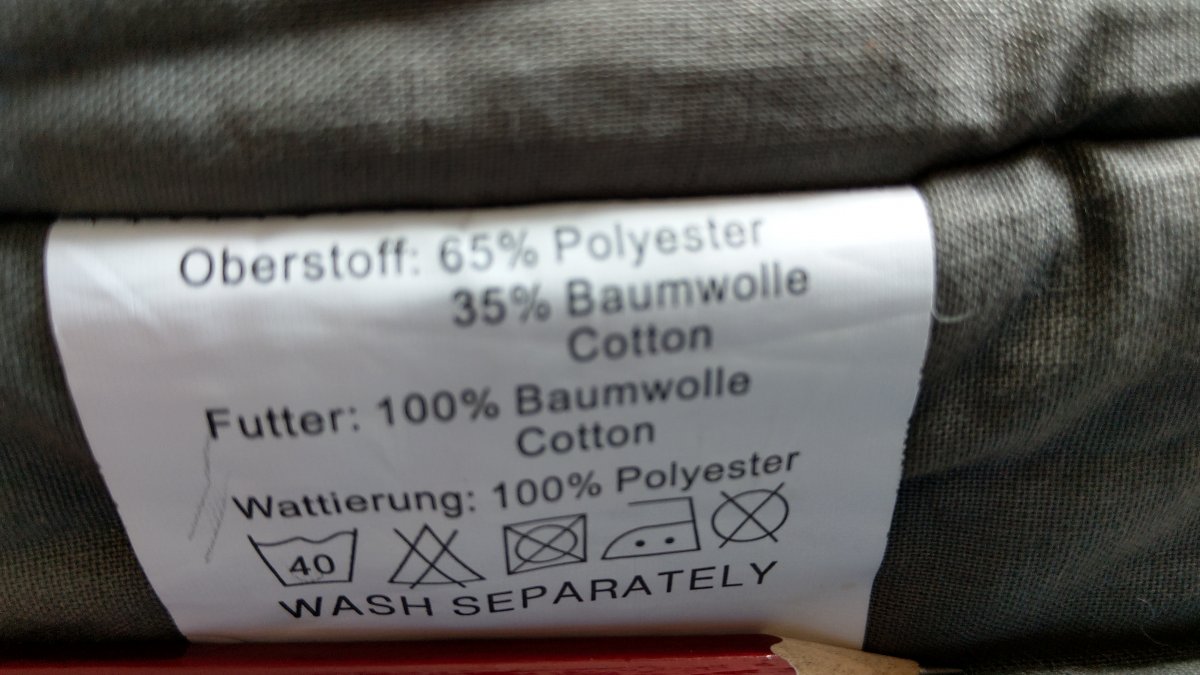 Oberstoff: 65% Polyester
35% Baumwolle
Cotton
Futter: 100% Baumwolle
Cotton
Wattierung: 100% Polyester
40
WASH SEPARATELY